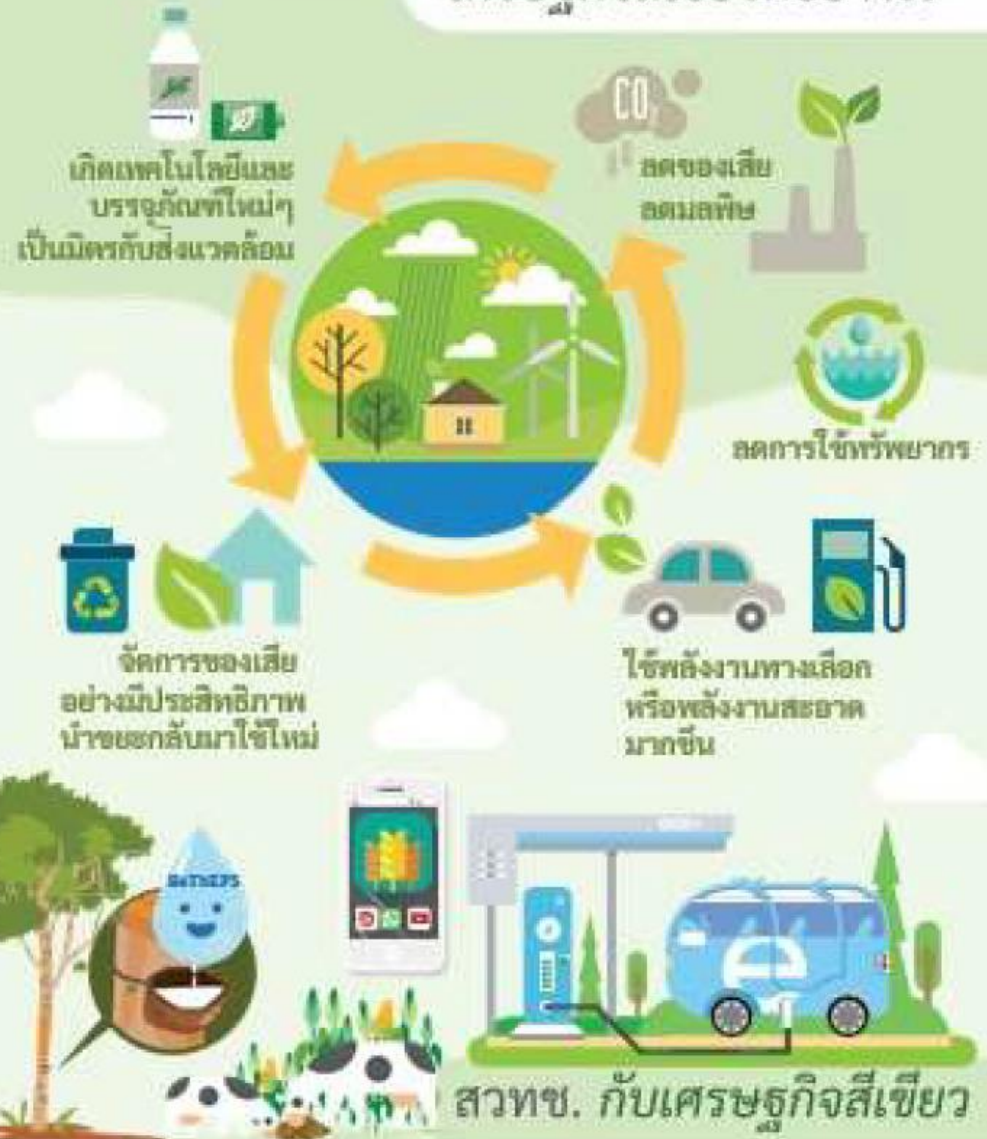 CO₂
เกิดเทคโนโลยีและ
บรรจุภัณฑ์ใหม่ๆ
เป็นมิตรกับสิ่งแวดล้อม
ลดของเสีย
ลดมลพิษ
ลดการใช้ทรัพยากร
จัดการของเสีย
อย่างมีประสิทธิภาพ
นำขยะกลับมาใช้ใหม่
ใช้พลังงานทางเลือก
หรือพลังงานสะอาด
มากขึ้น
BeThEPS
e
สวทช. กับเศรษฐกิจสีเขียว